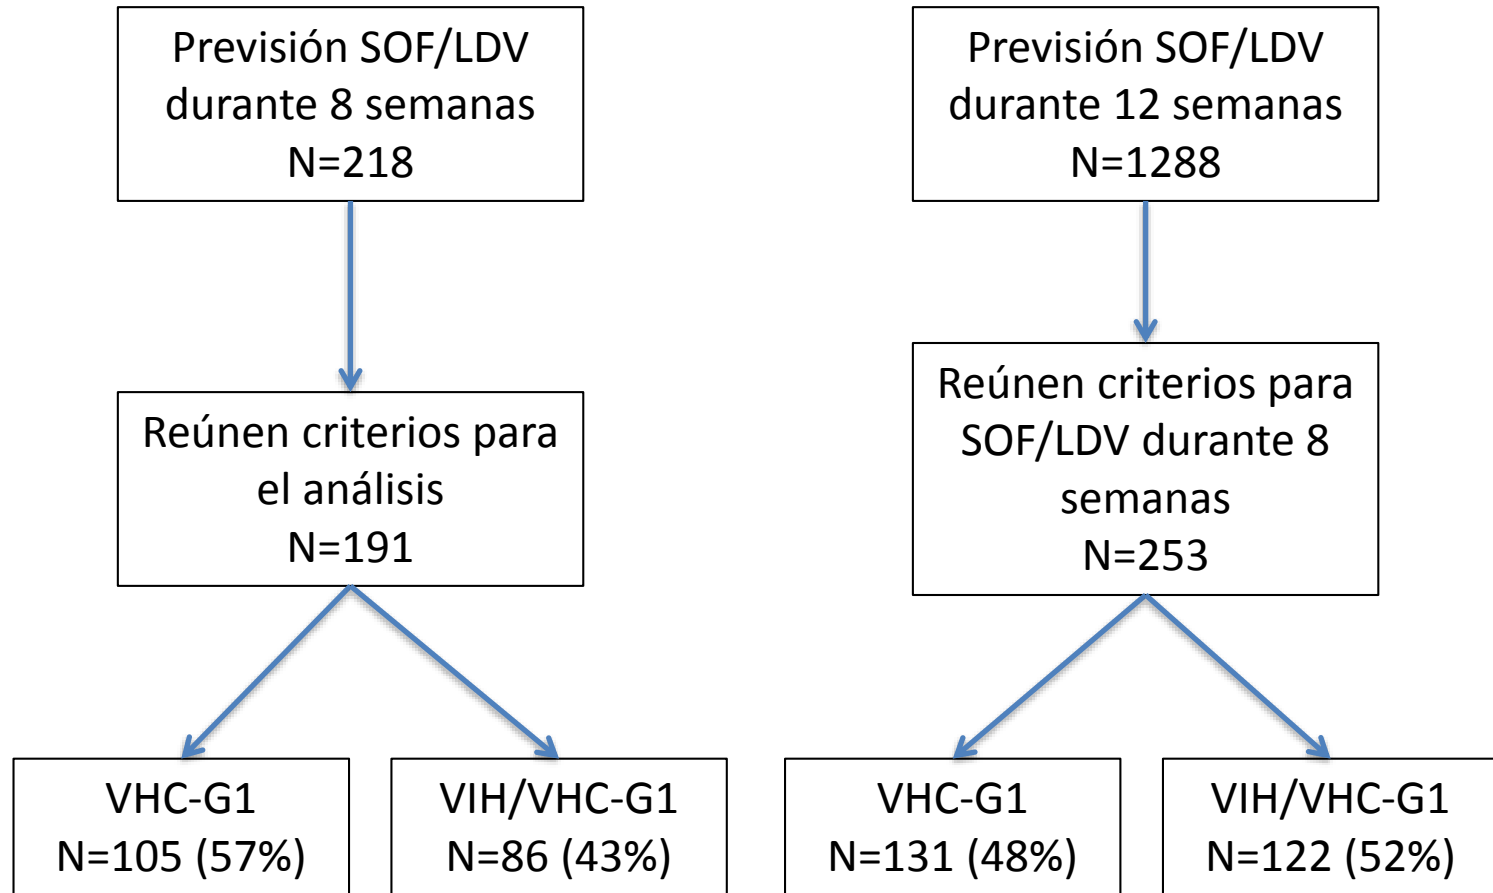 Previsión SOF/LDV
durante 8 semanas
N=218
Previsión SOF/LDV
durante 12 semanas
N=1288
Reúnen criterios para
el análisis
N=191
Reúnen criterios para
SOF/LDV durante 8
semanas
N=253
VHC-G1
N=105 (57%)
VIH/VHC-G1
N=86 (43%)
VHC-G1
N=131 (48%)
VIH/VHC-G1
N=122 (52%)